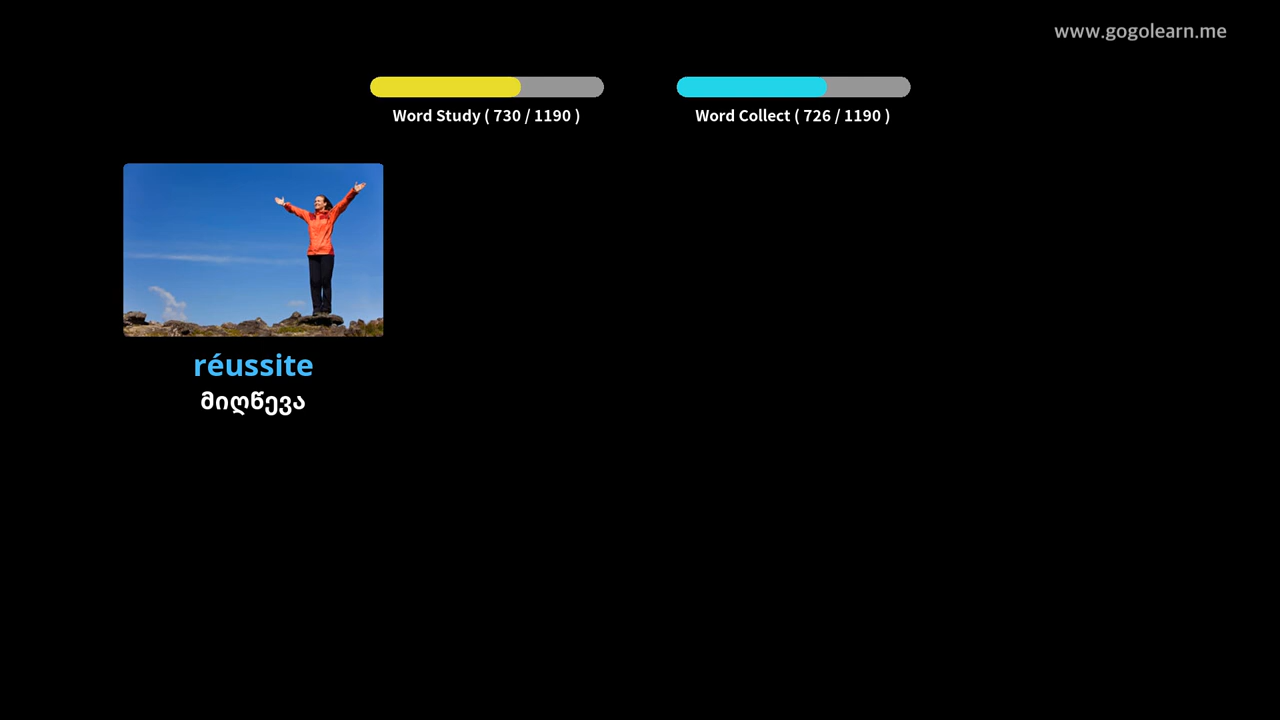 www.gogolearn.me
Word Study ( 730 / 1190 )
Word Collect ( 726 / 1190 )
réussite
მიღწევა